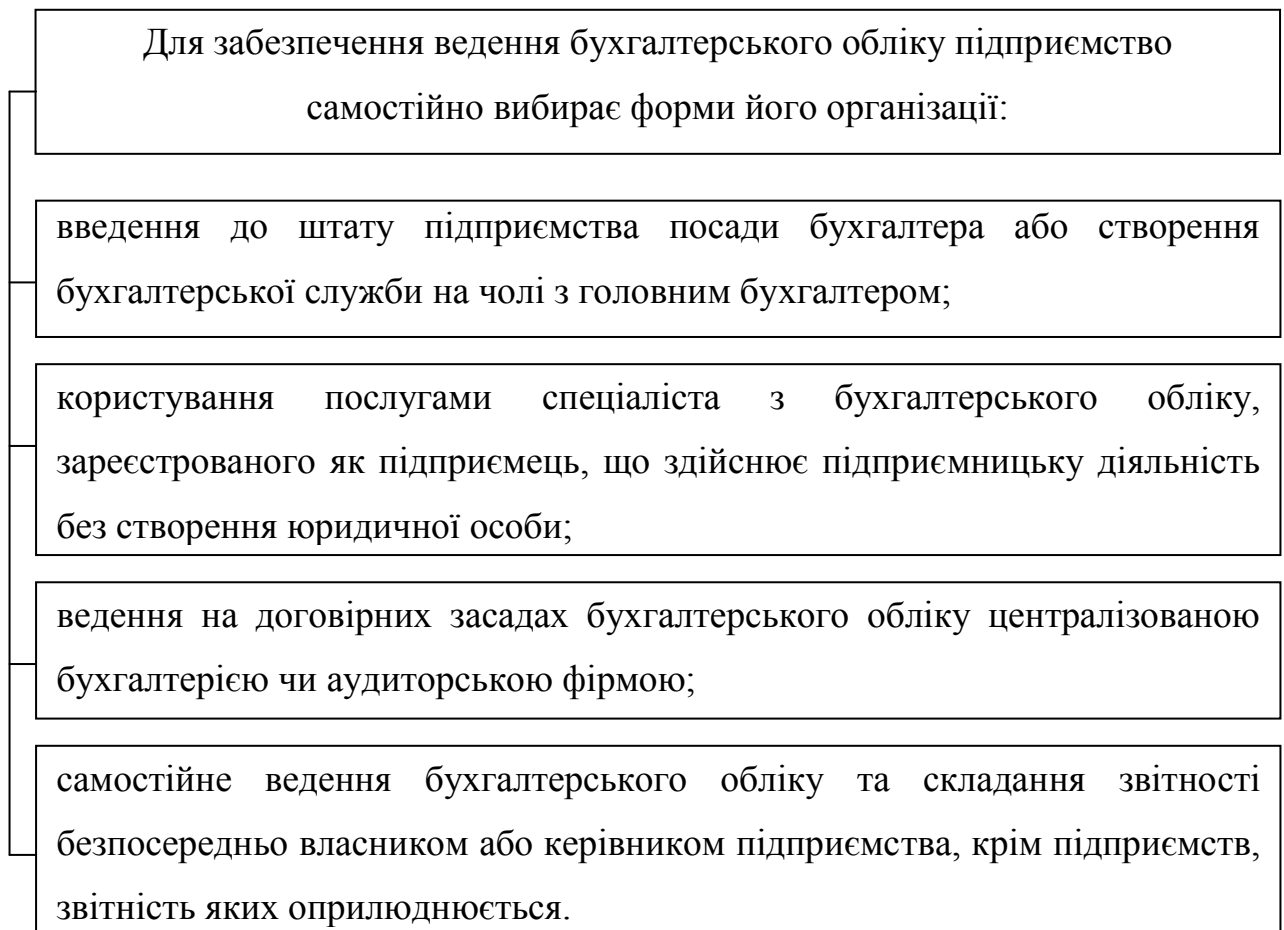 Для забезпечення ведення бухгалтерського обліку підприємство
самостійно вибирає форми його організації:
введення до штату підприємства посади бухгалтера або створення
бухгалтерської служби на чолі з головним бухгалтером;
користування послугами спеціаліста з бухгалтерського обліку,
зареєстрованого як підприємець, що здійснює підприємницьку діяльність
без створення юридичної особи;
ведення на договірних засадах бухгалтерського обліку централізованою
бухгалтерією чи аудиторською фірмою;
самостійне ведення бухгалтерського обліку та складання звітності
безпосередньо власником або керівником підприємства, крім підприємств,
звітність яких оприлюднюється.